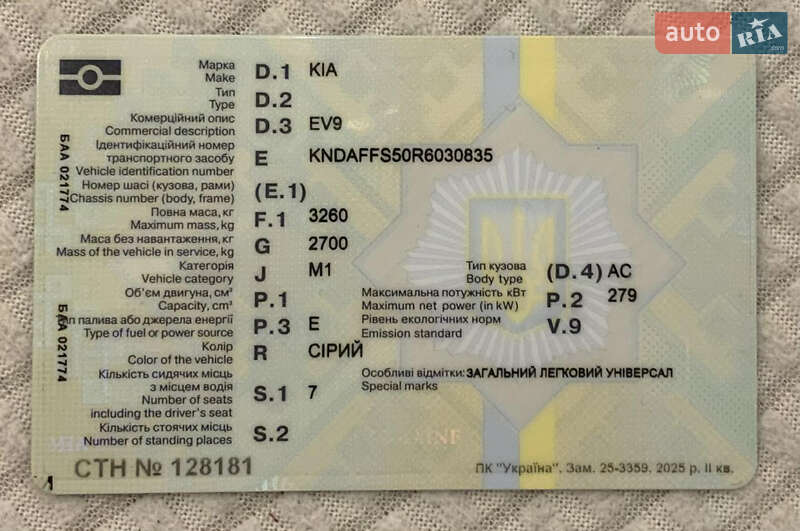 auto RIA.com
Марка
Make D.1 KIA
Тип
Type D.2
Комерційний опис
Commercial description D.3 EV9
Ідентифікаційний номер
транспортного засобу
Vehicle identification number E KNDAFFS50R6030835
Номер шасі (кузова, рами)
Chassis number (body, frame) (E.1)
Повна маса, кг
Maximum mass, kg F.1 3260
Маса без навантаження, кг
Mass of the vehicle in service, kg G 2700
Категорія
Vehicle category J M1
Тип кузова
Body type (D.4) AC
Об'єм двигуна, см³
Capacity, cm³ P.1
Максимальна потужність кВт
Maximum net power (in kW) P.2 279
Тип палива або джерела енергії
Type of fuel or power source P.3 E
Рівень екологічних норм
Emission standard V.9
Колір
Color of the vehicle R СІРИЙ
Кількість сидячих місць
з місцем водія
Number of seats
including the driver's seat S.1 7
Особливі відмітки: ЗАГАЛЬНИЙ ЛЕГКОВИЙ УНІВЕРСАЛ
Special marks
Кількість стоячих місць
Number of standing places S.2
СТН № 128181
ПК "Україна". Зам. 25-3359. 2025 р. II кв.
БАА 021774
БАА 021774